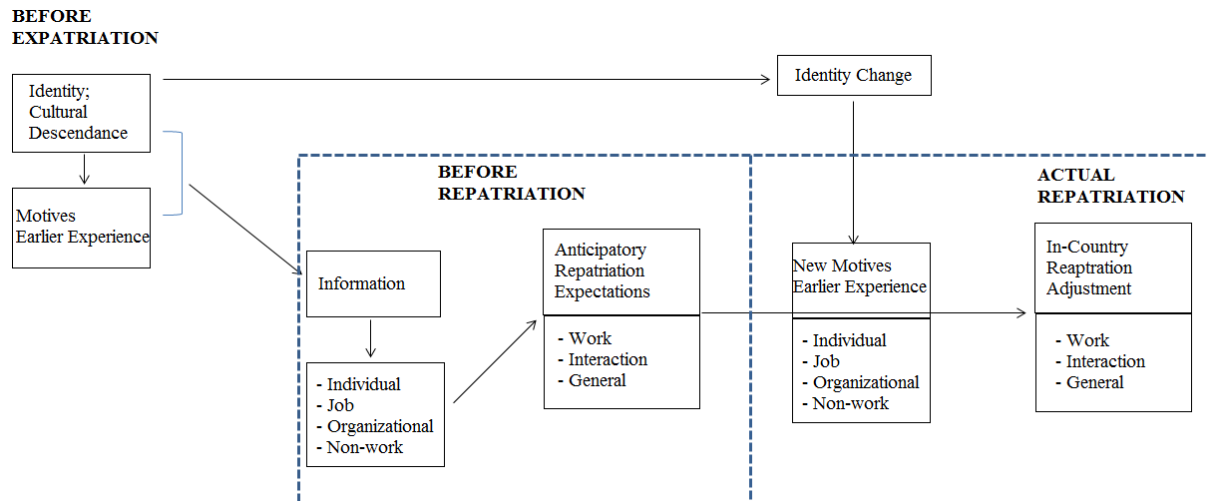 BEFORE
EXPATRIATION
Identity;
Cultural
Descendance
Motives
Earlier Experience
Identity Change
BEFORE
REPATRIATION
Information
- Individual
- Job
- Organizational
- Non-work
Anticipatory
Repatriation
Expectations
- Work
- Interaction
- General
New Motives
Earlier Experience
- Individual
- Job
- Organizational
- Non-work
ACTUAL
REPATRIATION
In-Country
Reaptration
Adjustment
- Work
- Interaction
- General